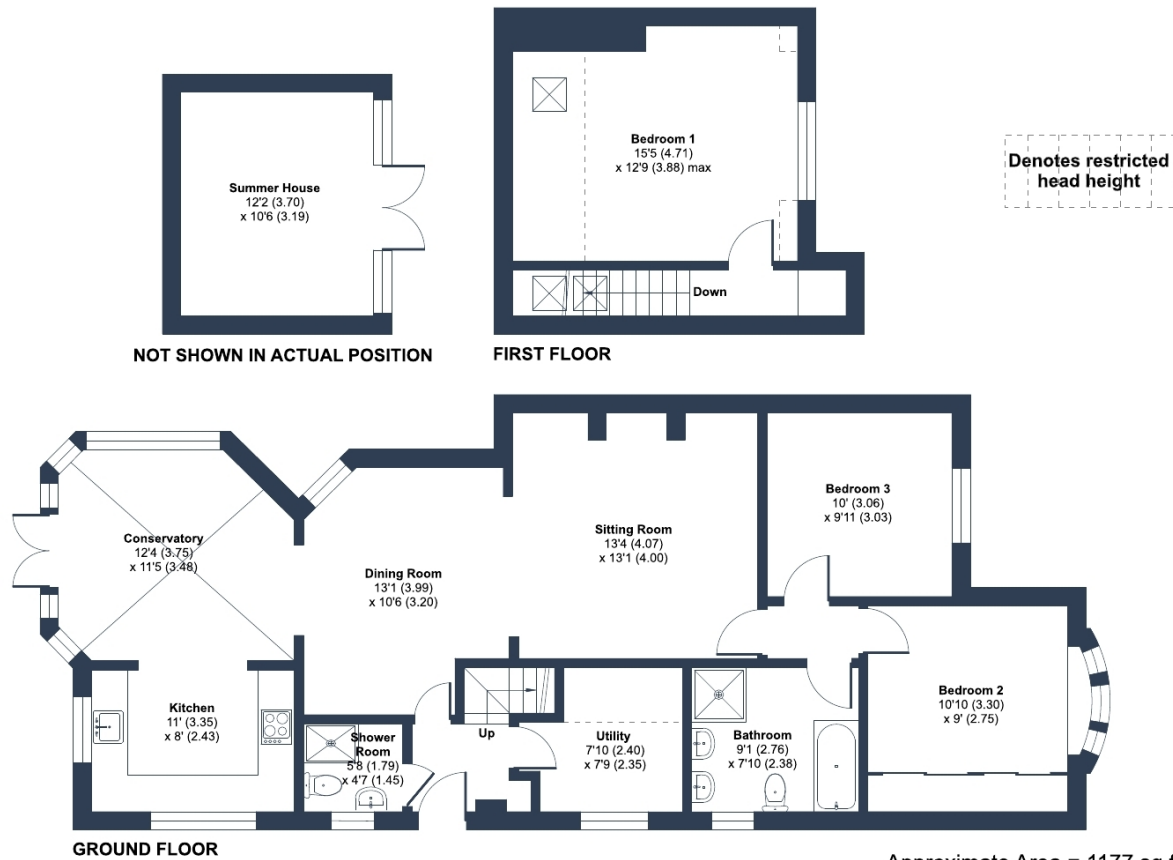 Summer House
12'2 (3.70)
x 10'6 (3.19)
NOT SHOWN IN ACTUAL POSITION
Bedroom 1
15'5 (4.71)
x 12'9 (3.88) max
Down
FIRST FLOOR
Denotes restricted
head height
Conservatory
12'4 (3.75)
x 11'5 (3.48)
Dining Room
13'1 (3.99)
x 10'6 (3.20)
Sitting Room
13'4 (4.07)
x 13'1 (4.00)
Bedroom 3
10' (3.06)
x 9'11 (3.03)
Kitchen
11' (3.35)
x 8' (2.43)
Shower
Room
5'8 (1.79)
x 4'7 (1.45)
Up
Utility
7'10 (2.40)
x 7'9 (2.35)
Bathroom
9'1 (2.76)
x 7'10 (2.38)
Bedroom 2
10'10 (3.30)
x 9' (2.75)
GROUND FLOOR
Approximate Area = 1177 sq